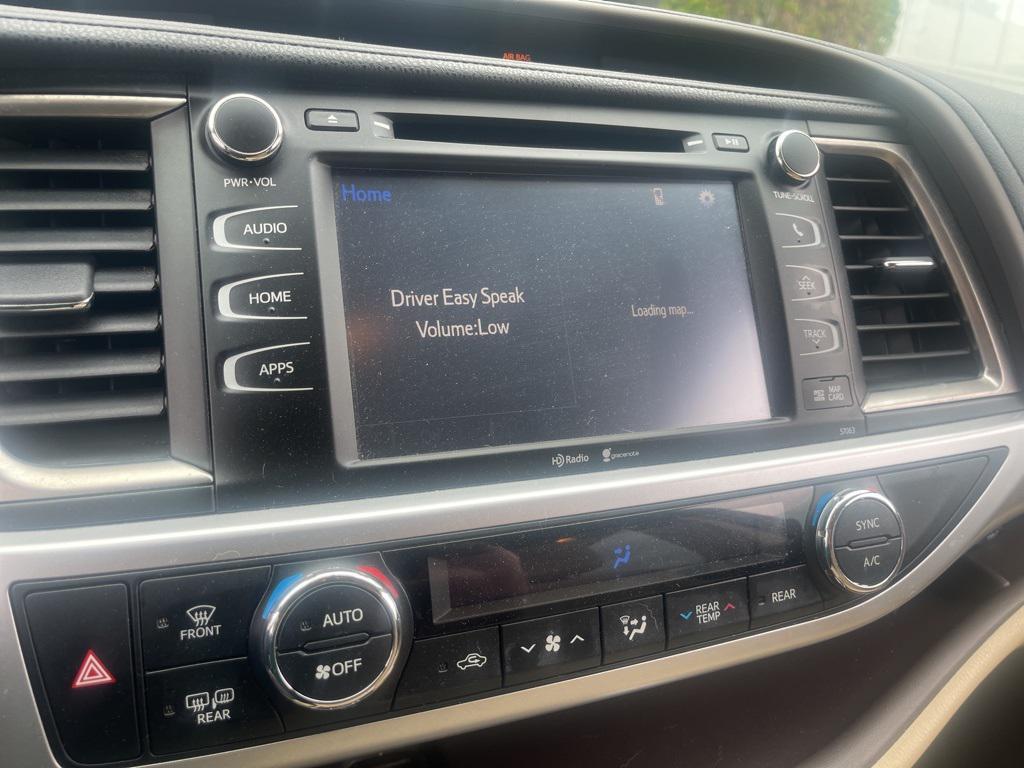 AIR BAG
PWR•VOL
TUNE•SCROLL
AUDIO
HOME
APPS
Home
Driver Easy Speak
Volume:Low
Loading map...
SEEK
TRACK
MAP
CARD
57063
HD Radio
gracenote
SYNC
A/C
AUTO
OFF
FRONT
REAR
REAR
TEMP
REAR